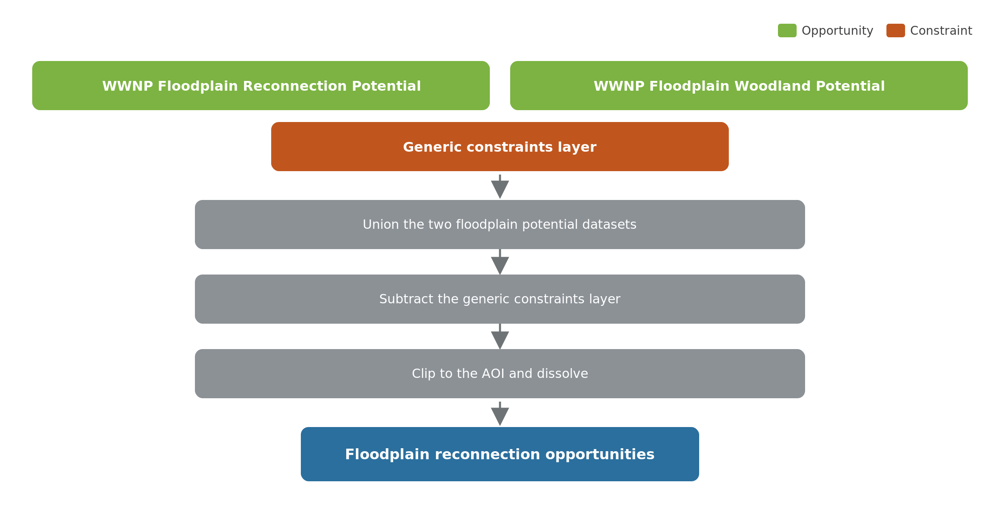 Opportunity
Constraint
WWNP Floodplain Reconnection Potential
WWNP Floodplain Woodland Potential
Generic constraints layer
Union the two floodplain potential datasets
Subtract the generic constraints layer
Clip to the AOI and dissolve
Floodplain reconnection opportunities